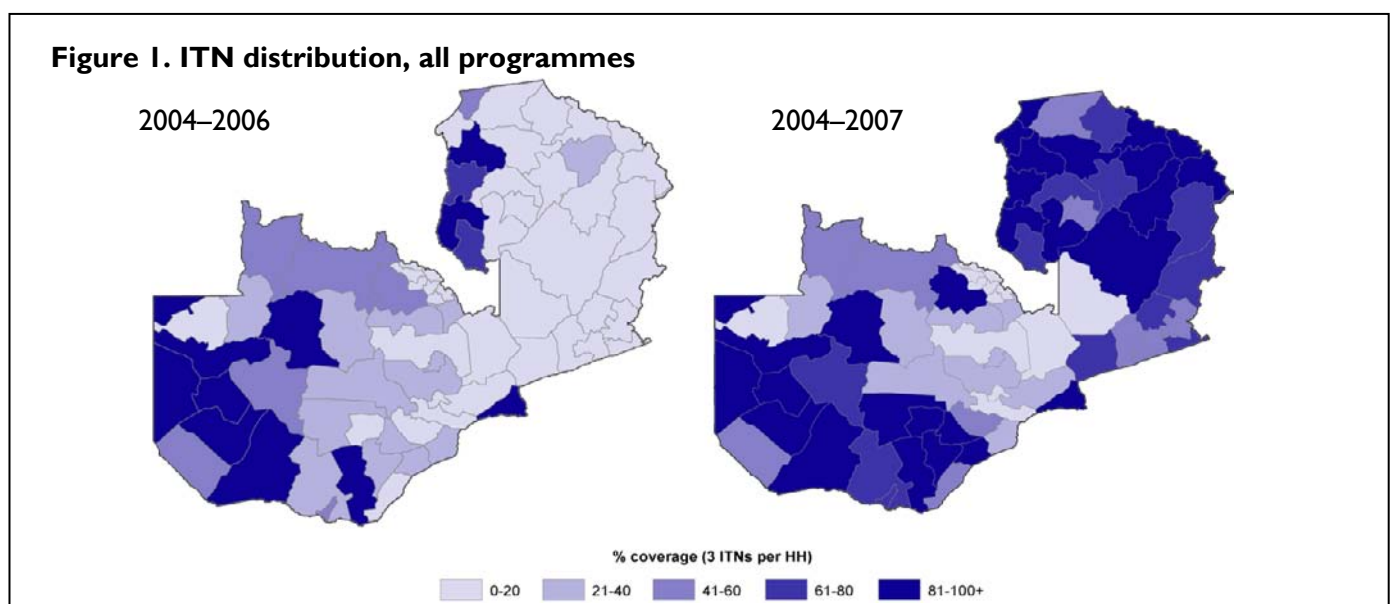 Figure 1. ITN distribution, all programmes
2004–2006
2004–2007
% coverage (3 ITNs per HH)
0-20 21-40 41-60 61-80 81-100+